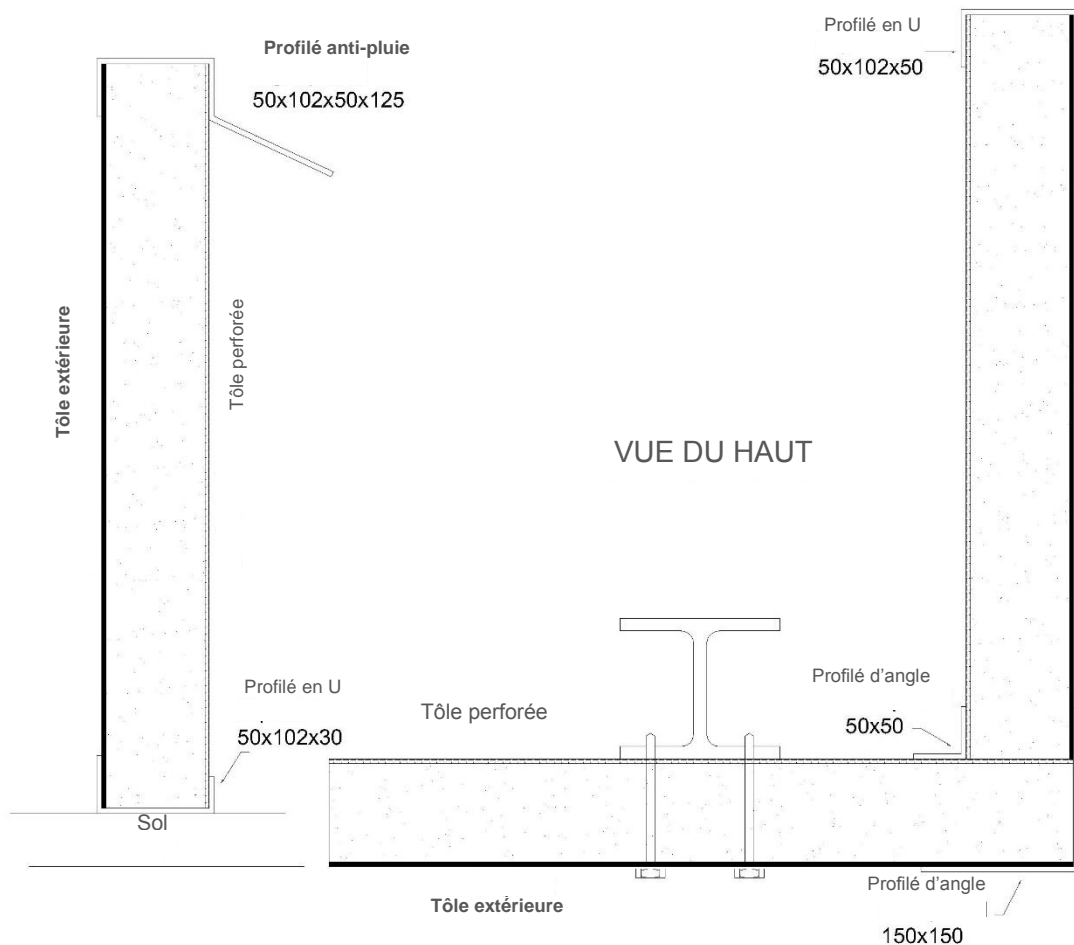 Profilé anti-pluie
50x102x50x125
Profilé en U
50x102x50
Tôle extérieure
Tôle perforée
VUE DU HAUT
Profilé en U
50x102x30
Sol
Tôle perforée
Profilé d’angle
50x50
Tôle extérieure
Profilé d’angle
150x150